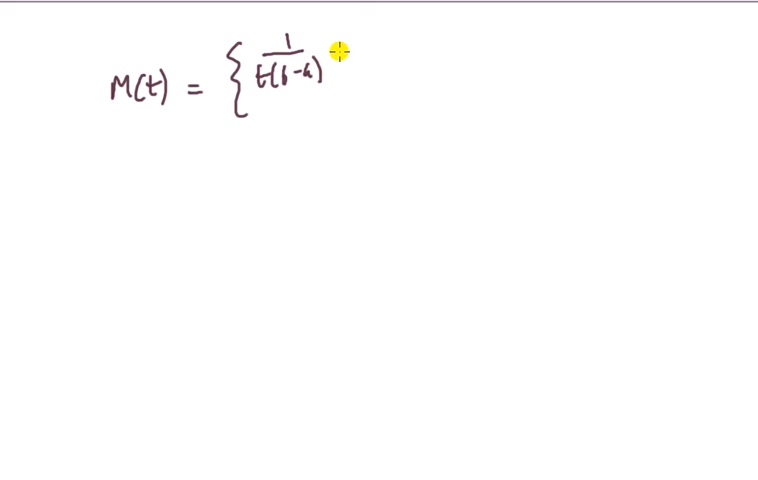 M(t) = { 1/t(b-a)